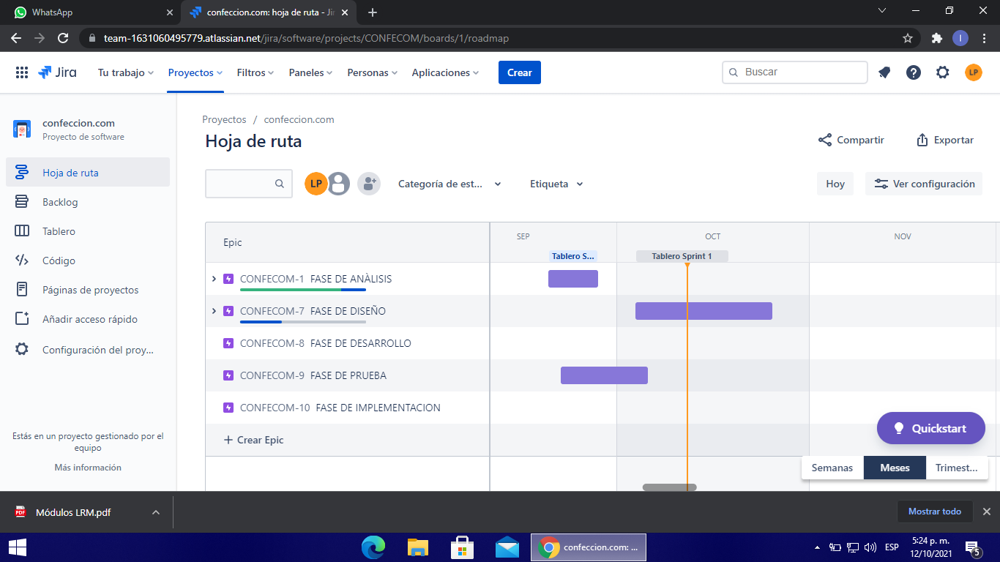 WhatsApp
confeccion.com: hoja de ruta - Jir
team-1631060495779.atlassian.net/jira/software/projects/CONFECOM/boards/1/roadmap
I
Jira
Tu trabajo
Proyectos
Filtros
Paneles
Personas
Aplicaciones
Crear
Buscar
LP
confeccion.com
Proyecto de software
Hoja de ruta
Backlog
Tablero
Código
Páginas de proyectos
Añadir acceso rápido
Configuración del proy...
Estás en un proyecto gestionado por el
equipo
Más información
Proyectos / confeccion.com
Hoja de ruta
Compartir
Exportar
LP
Categoría de est...
Etiqueta
Hoy
Ver configuración
Epic
SEP
OCT
NOV
Tablero S...
Tablero Sprint 1
CONFECOM-1 FASE DE ANÀLISIS
CONFECOM-7 FASE DE DISEÑO
CONFECOM-8 FASE DE DESARROLLO
CONFECOM-9 FASE DE PRUEBA
CONFECOM-10 FASE DE IMPLEMENTACION
+ Crear Epic
Quickstart
Semanas
Meses
Trimest...
PDF
Módulos LRM.pdf
Mostrar todo
confeccion.com: ...
ESP
5:24 p. m.
12/10/2021
5